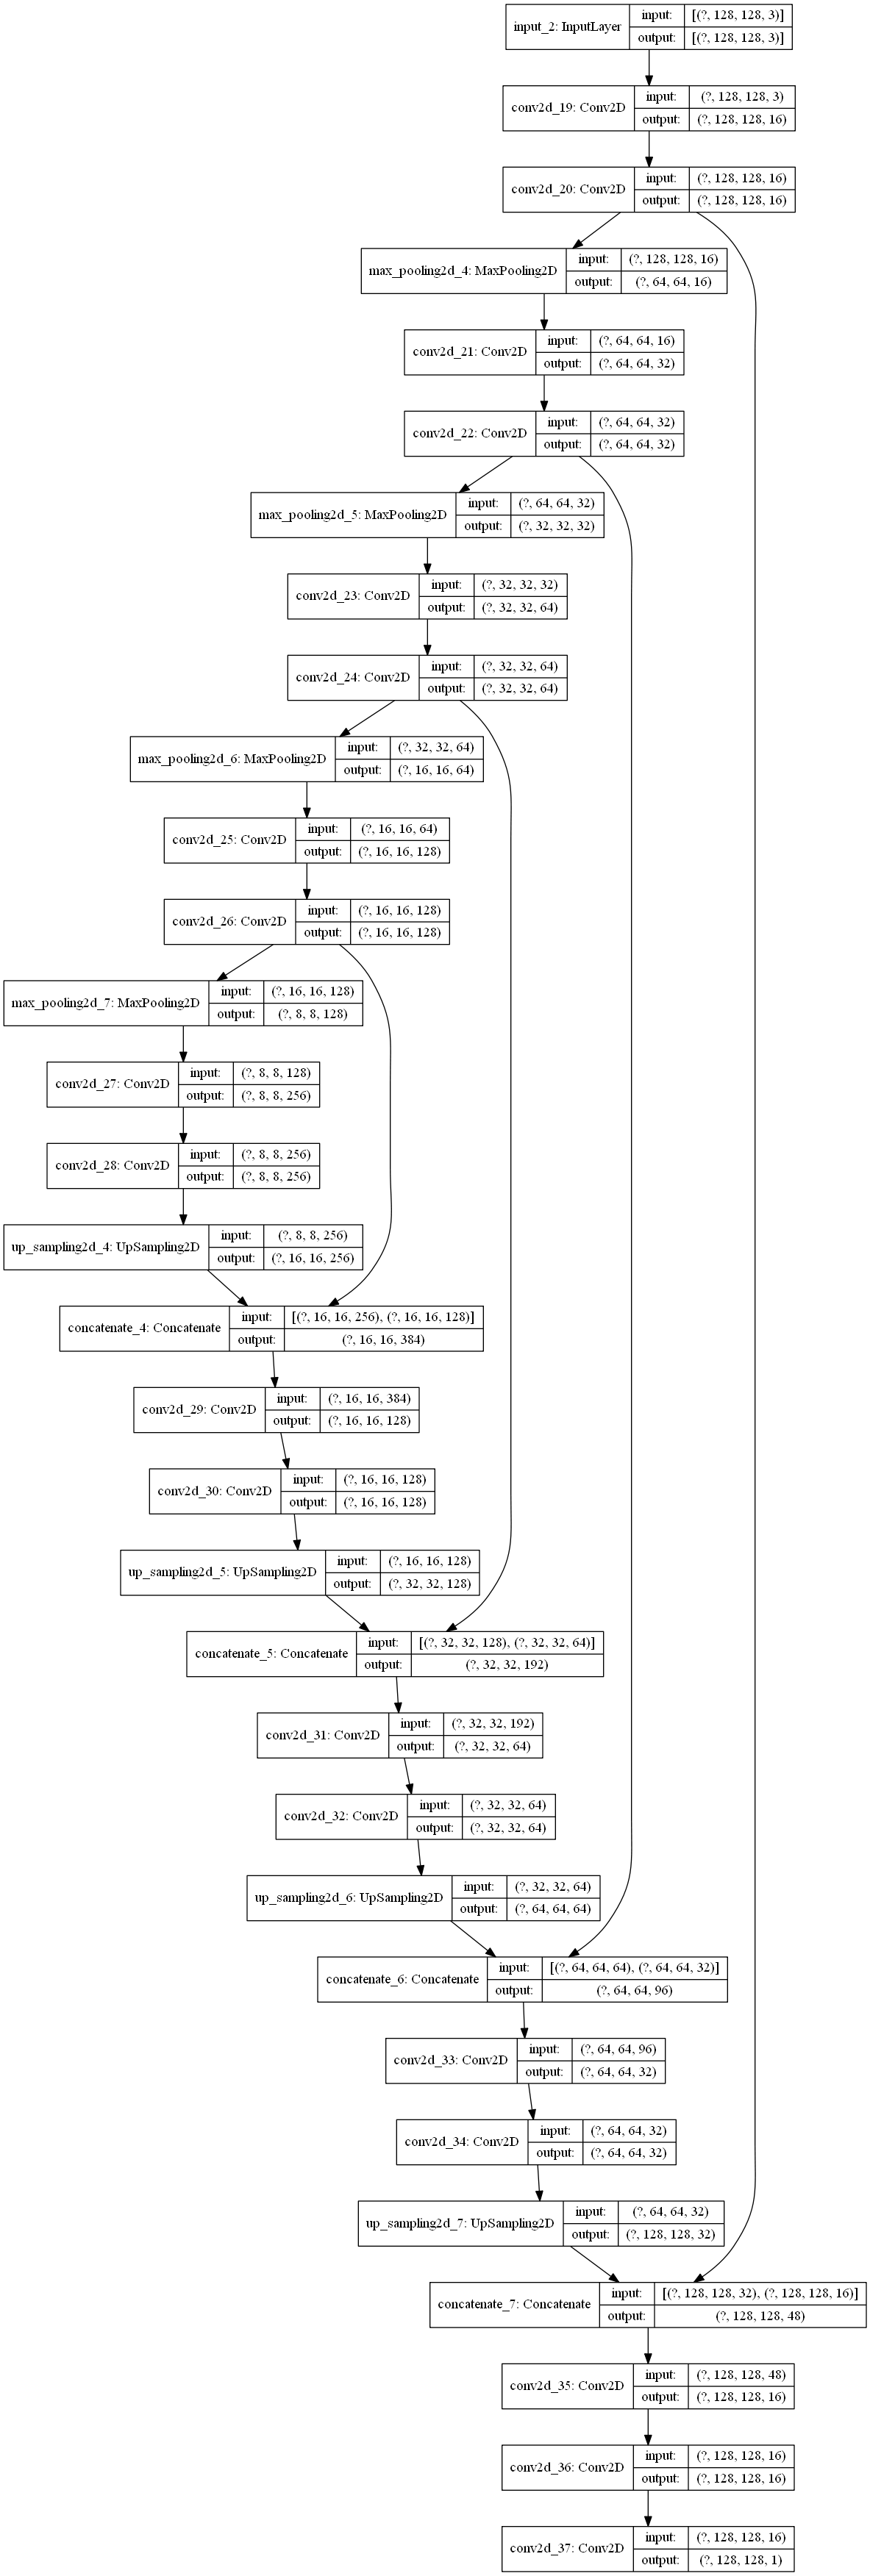 input_2: InputLayer
input: [(?, 128, 128, 3)]
output: [(?, 128, 128, 3)]
conv2d_19: Conv2D
input: (?, 128, 128, 3)
output: (?, 128, 128, 16)
conv2d_20: Conv2D
input: (?, 128, 128, 16)
output: (?, 128, 128, 16)
max_pooling2d_4: MaxPooling2D
input: (?, 128, 128, 16)
output: (?, 64, 64, 16)
conv2d_21: Conv2D
input: (?, 64, 64, 16)
output: (?, 64, 64, 32)
conv2d_22: Conv2D
input: (?, 64, 64, 32)
output: (?, 64, 64, 32)
max_pooling2d_5: MaxPooling2D
input: (?, 64, 64, 32)
output: (?, 32, 32, 32)
conv2d_23: Conv2D
input: (?, 32, 32, 32)
output: (?, 32, 32, 64)
conv2d_24: Conv2D
input: (?, 32, 32, 64)
output: (?, 32, 32, 64)
max_pooling2d_6: MaxPooling2D
input: (?, 32, 32, 64)
output: (?, 16, 16, 64)
conv2d_25: Conv2D
input: (?, 16, 16, 64)
output: (?, 16, 16, 128)
conv2d_26: Conv2D
input: (?, 16, 16, 128)
output: (?, 16, 16, 128)
max_pooling2d_7: MaxPooling2D
input: (?, 16, 16, 128)
output: (?, 8, 8, 128)
conv2d_27: Conv2D
input: (?, 8, 8, 128)
output: (?, 8, 8, 256)
conv2d_28: Conv2D
input: (?, 8, 8, 256)
output: (?, 8, 8, 256)
up_sampling2d_4: UpSampling2D
input: (?, 8, 8, 256)
output: (?, 16, 16, 256)
concatenate_4: Concatenate
input: [(?, 16, 16, 256), (?, 16, 16, 128)]
output: (?, 16, 16, 384)
conv2d_29: Conv2D
input: (?, 16, 16, 384)
output: (?, 16, 16, 128)
conv2d_30: Conv2D
input: (?, 16, 16, 128)
output: (?, 16, 16, 128)
up_sampling2d_5: UpSampling2D
input: (?, 16, 16, 128)
output: (?, 32, 32, 128)
concatenate_5: Concatenate
input: [(?, 32, 32, 128), (?, 32, 32, 64)]
output: (?, 32, 32, 192)
conv2d_31: Conv2D
input: (?, 32, 32, 192)
output: (?, 32, 32, 64)
conv2d_32: Conv2D
input: (?, 32, 32, 64)
output: (?, 32, 32, 64)
up_sampling2d_6: UpSampling2D
input: (?, 32, 32, 64)
output: (?, 64, 64, 64)
concatenate_6: Concatenate
input: [(?, 64, 64, 64), (?, 64, 64, 32)]
output: (?, 64, 64, 96)
conv2d_33: Conv2D
input: (?, 64, 64, 96)
output: (?, 64, 64, 32)
conv2d_34: Conv2D
input: (?, 64, 64, 32)
output: (?, 64, 64, 32)
up_sampling2d_7: UpSampling2D
input: (?, 64, 64, 32)
output: (?, 128, 128, 32)
concatenate_7: Concatenate
input: [(?, 128, 128, 32), (?, 128, 128, 16)]
output: (?, 128, 128, 48)
conv2d_35: Conv2D
input: (?, 128, 128, 48)
output: (?, 128, 128, 16)
conv2d_36: Conv2D
input: (?, 128, 128, 16)
output: (?, 128, 128, 16)
conv2d_37: Conv2D
input: (?, 128, 128, 16)
output: (?, 128, 128, 1)